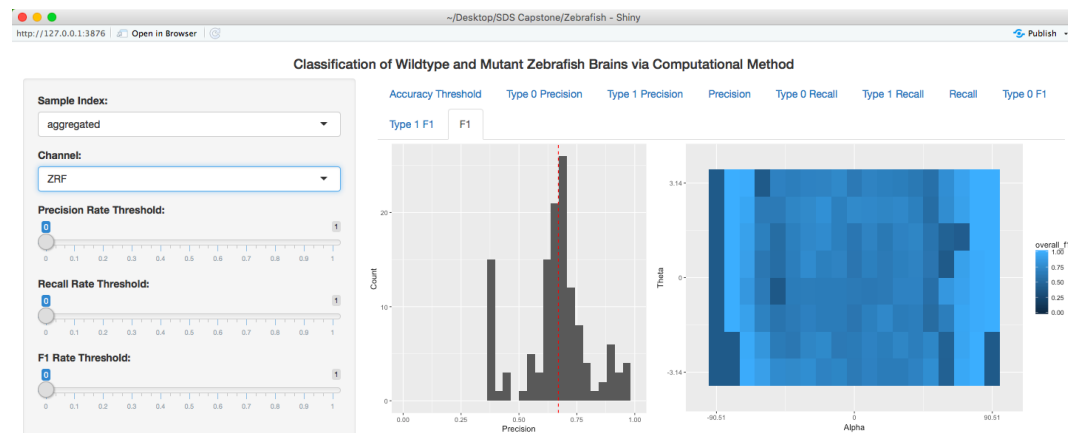 ~/Desktop/SDS Capstone/Zebrafish - Shiny
http://127.0.0.1:3876 Open in Browser Publish
Classification of Wildtype and Mutant Zebrafish Brains via Computational Method
Sample Index:
aggregated
Channel:
ZRF
Precision Rate Threshold:
0 1
0 0.1 0.2 0.3 0.4 0.5 0.6 0.7 0.8 0.9 1
Recall Rate Threshold:
0 1
0 0.1 0.2 0.3 0.4 0.5 0.6 0.7 0.8 0.9 1
F1 Rate Threshold:
0 1
0 0.1 0.2 0.3 0.4 0.5 0.6 0.7 0.8 0.9 1
Accuracy Threshold Type 0 Precision Type 1 Precision Precision Type 0 Recall Type 1 Recall Recall Type 0 F1
Type 1 F1 F1
Count
20
10
0
0.00 0.25 0.50 0.75 1.00
Precision
Theta
3.14
0
-3.14
-90.51 0 90.51
Alpha
overall_f1
1.00
0.75
0.50
0.25
0.00